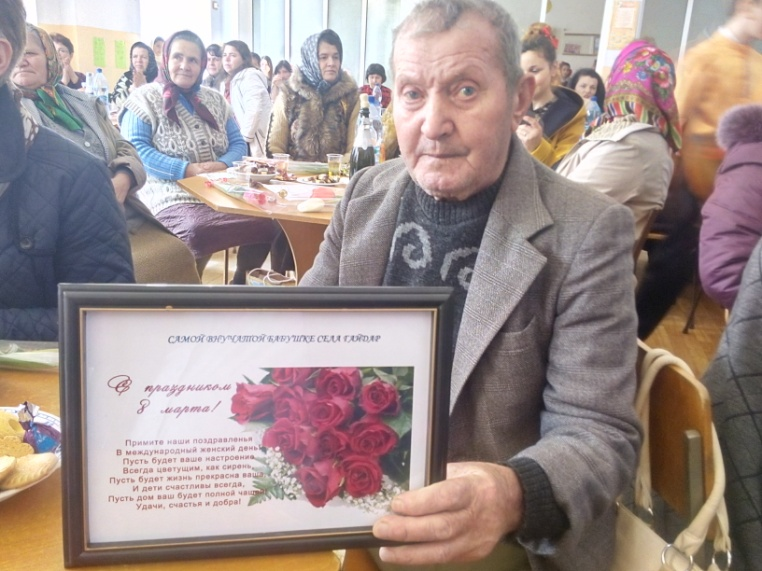 САМОЙ ВНУЧАТОЙ БАБУШКЕ СЕЛА ГАЙДАР
С праздником
8 марта!
Примите наши поздравленья
В международный женский день!
Пусть будет ваше настроение
Всегда цветущим, как сирень,
Пусть будет жизнь прекрасна ваша
И дети счастливы всегда,
Пусть дом ваш будет полной чашей
Удачи, счастья и добра!